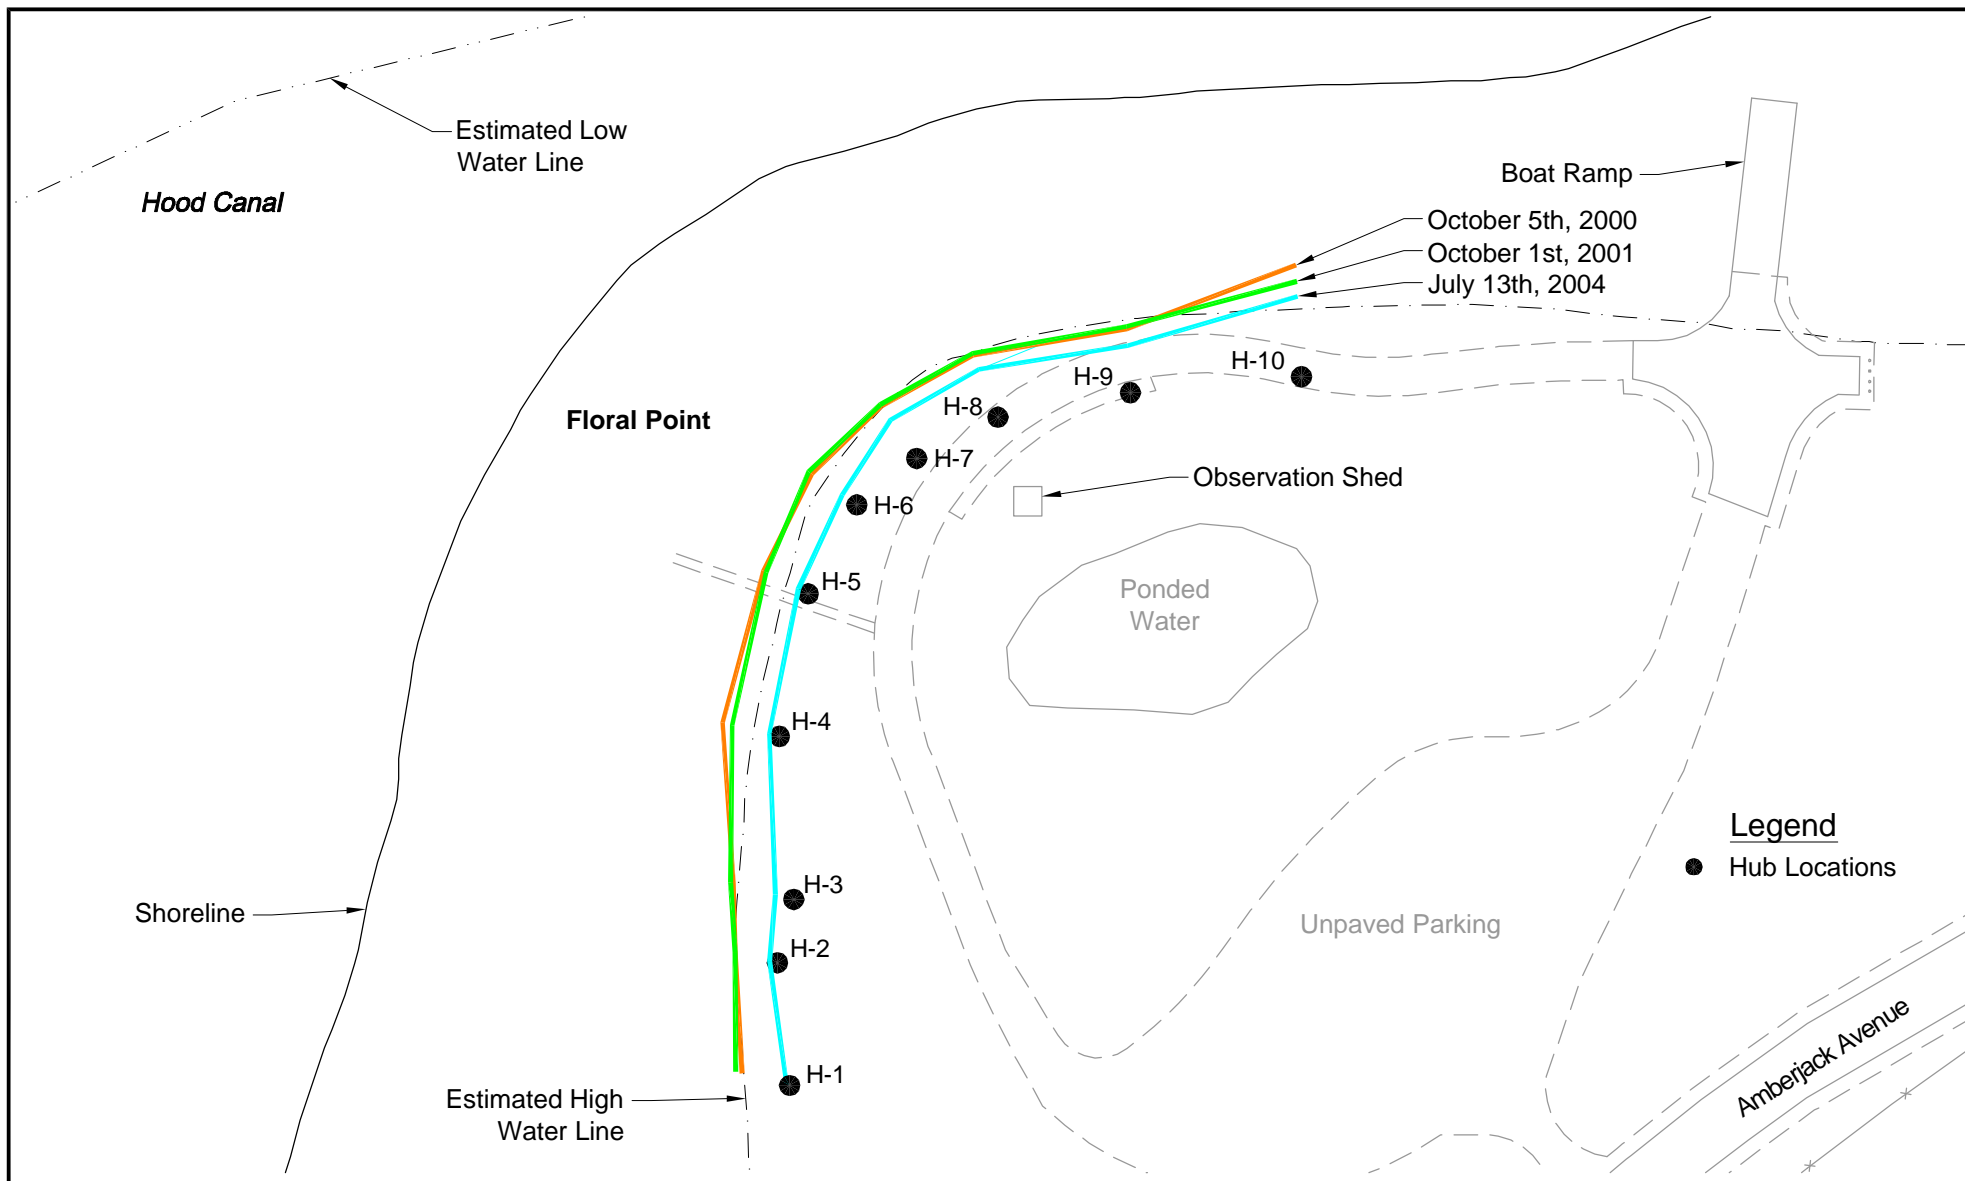 Estimated Low
Water Line
Hood Canal
Boat Ramp
October 5th, 2000
October 1st, 2001
July 13th, 2004
H-10
H-9
H-8
Floral Point
H-7
Observation Shed
H-6
H-5
Ponded
Water
H-4
Legend
Hub Locations
H-3
Shoreline
Unpaved Parking
H-2
H-1
Amberjack Avenue
Estimated High
Water Line